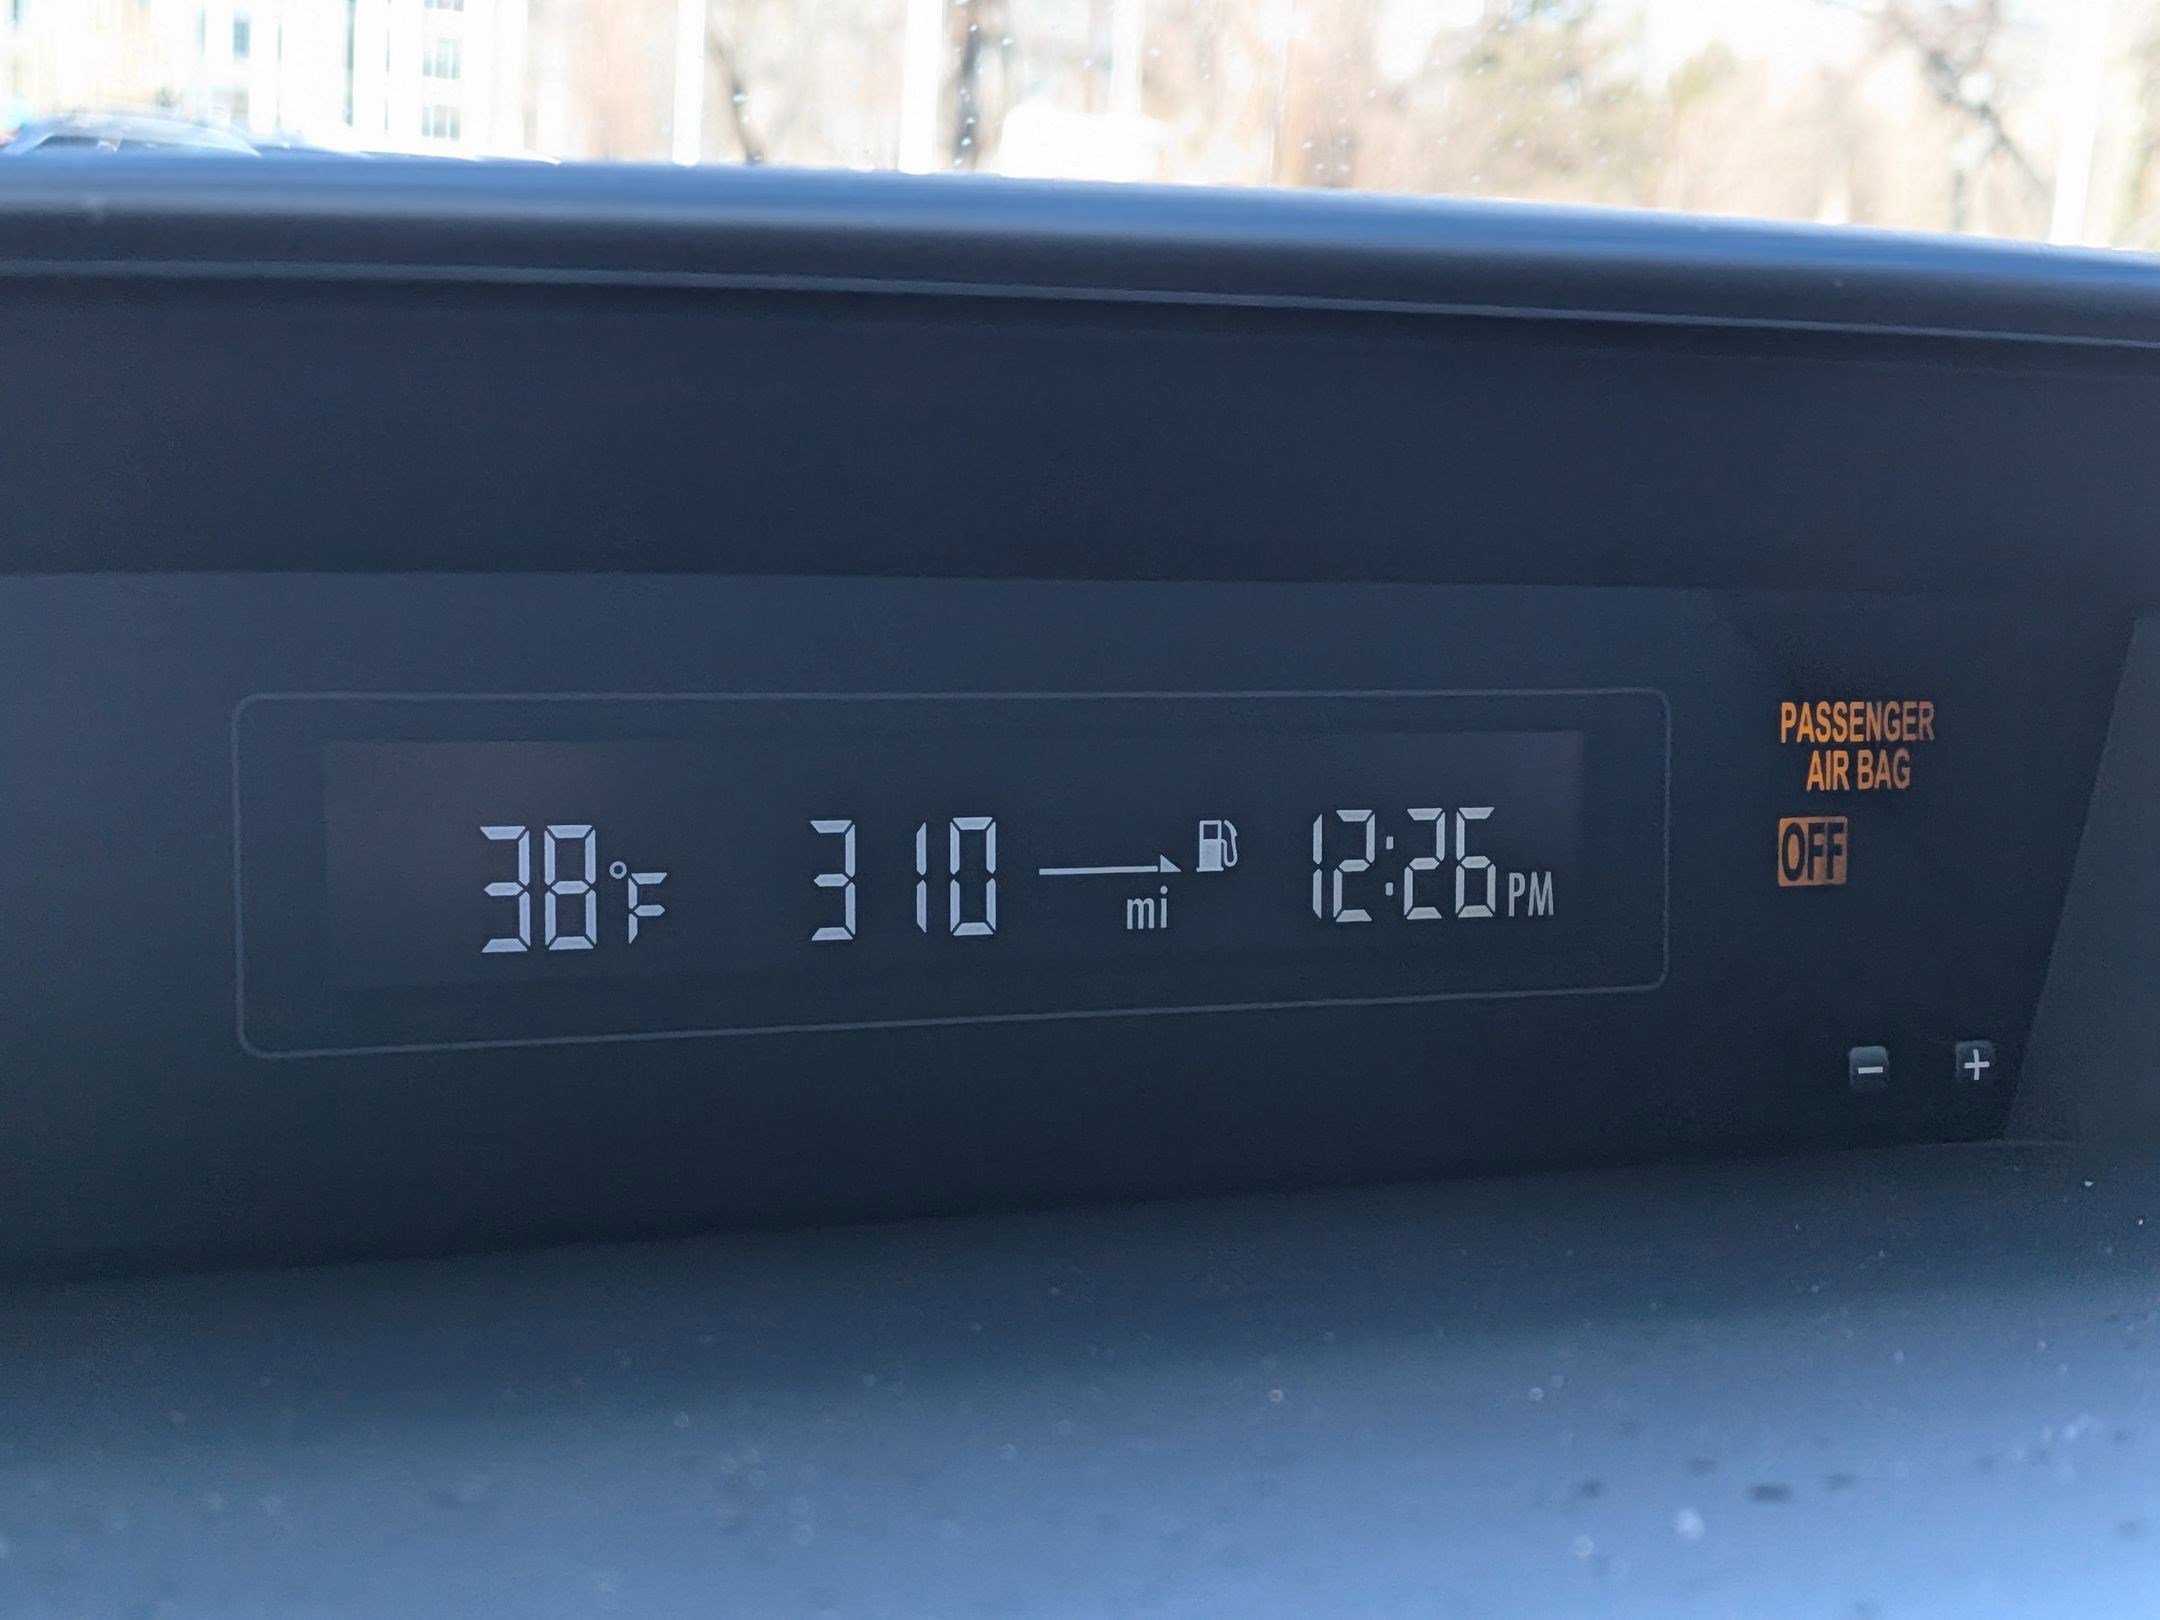 38°F 310 mi 12:26 PM
PASSENGER
AIR BAG
OFF
- +